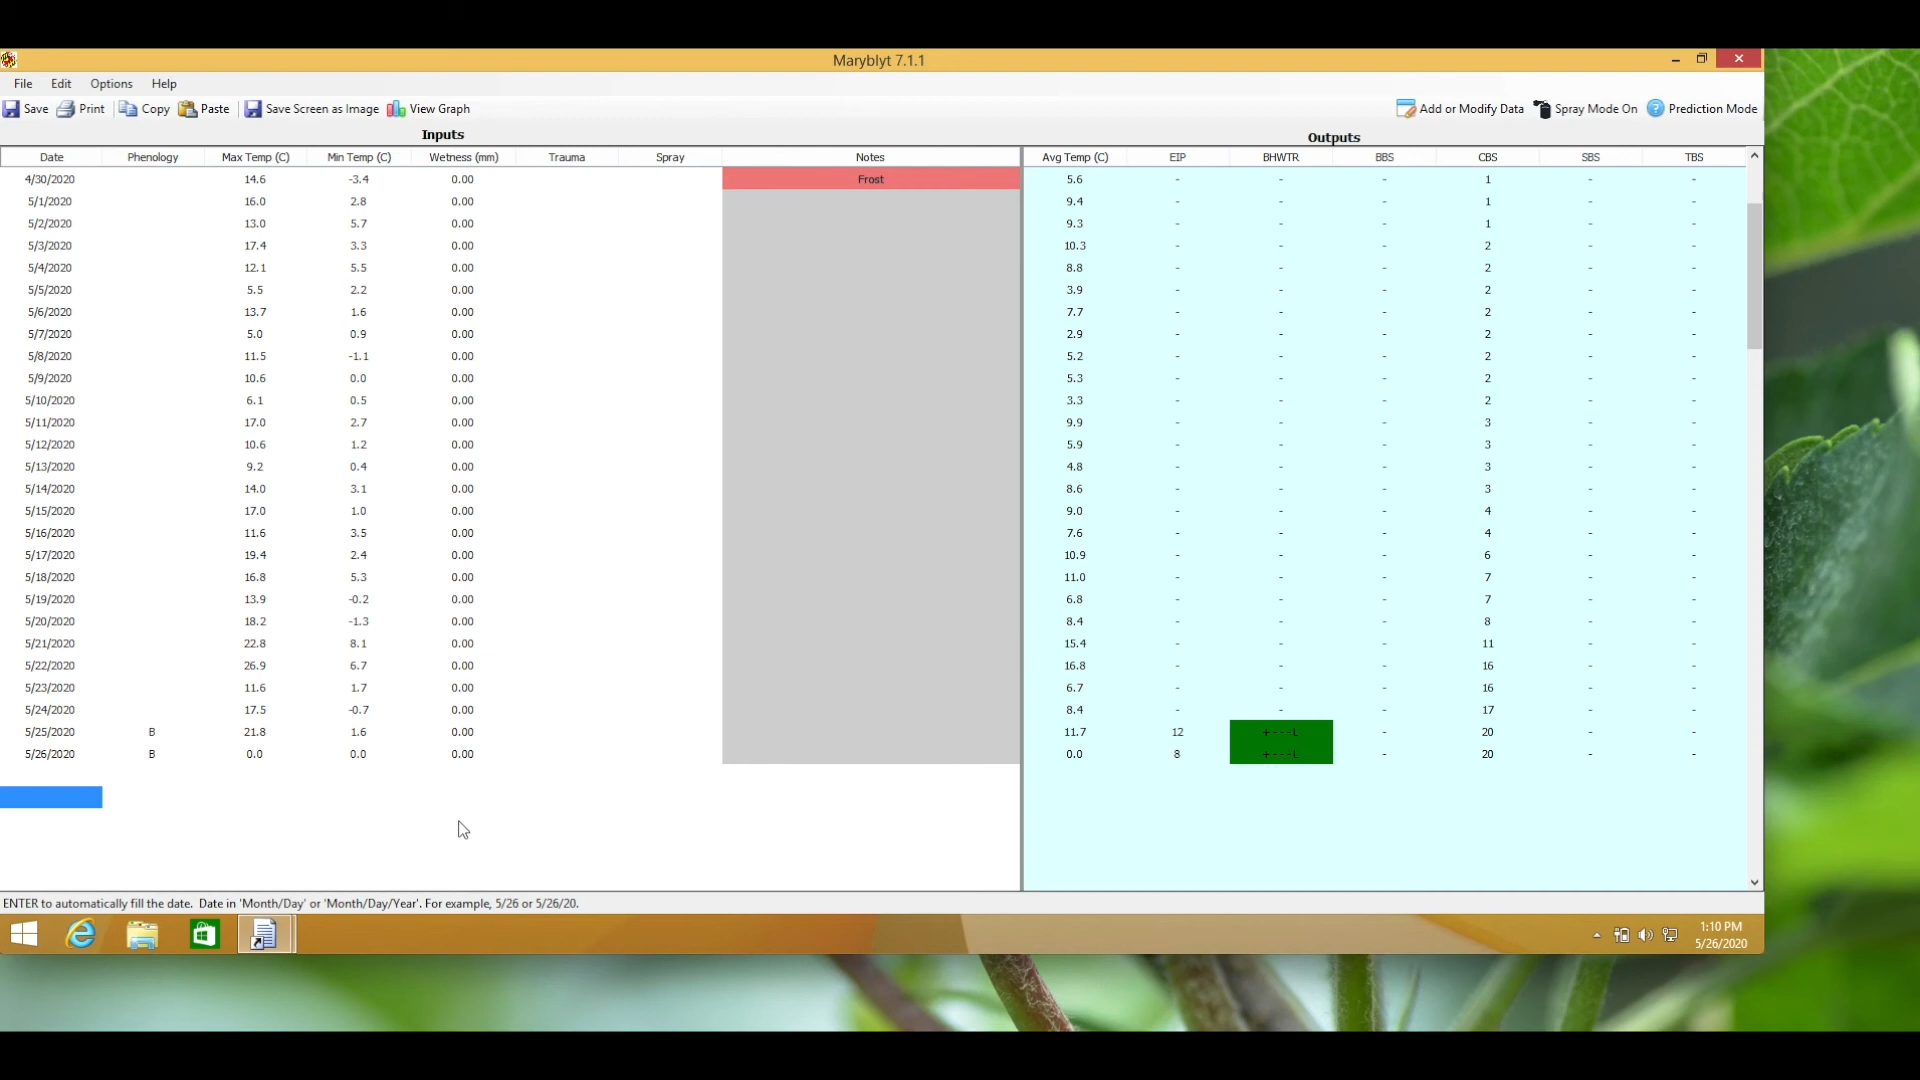 Maryblyt 7.1.1
File Edit Options Help
Save Print Copy Paste Save Screen as Image View Graph Add or Modify Data Spray Mode On Prediction Mode
Inputs Outputs
Date Phenology Max Temp (C) Min Temp (C) Wetness (mm) Trauma Spray Notes Avg Temp (C) EIP BHWTR BBS CBS SBS TBS
4/30/2020 14.6 -3.4 0.00 Frost 5.6 - - - 1 - -
5/1/2020 16.0 2.8 0.00 9.4 - - - 1 - -
5/2/2020 13.0 5.7 0.00 9.3 - - - 1 - -
5/3/2020 17.4 3.3 0.00 10.3 - - - 2 - -
5/4/2020 12.1 5.5 0.00 8.8 - - - 2 - -
5/5/2020 5.5 2.2 0.00 3.9 - - - 2 - -
5/6/2020 13.7 1.6 0.00 7.7 - - - 2 - -
5/7/2020 5.0 0.9 0.00 2.9 - - - 2 - -
5/8/2020 11.5 -1.1 0.00 5.2 - - - 2 - -
5/9/2020 10.6 0.0 0.00 5.3 - - - 2 - -
5/10/2020 6.1 0.5 0.00 3.3 - - - 2 - -
5/11/2020 17.0 2.7 0.00 9.9 - - - 3 - -
5/12/2020 10.6 1.2 0.00 5.9 - - - 3 - -
5/13/2020 9.2 0.4 0.00 4.8 - - - 3 - -
5/14/2020 14.0 3.1 0.00 8.6 - - - 3 - -
5/15/2020 17.0 1.0 0.00 9.0 - - - 4 - -
5/16/2020 11.6 3.5 0.00 7.6 - - - 4 - -
5/17/2020 19.4 2.4 0.00 10.9 - - - 6 - -
5/18/2020 16.8 5.3 0.00 11.0 - - - 7 - -
5/19/2020 13.9 -0.2 0.00 6.8 - - - 7 - -
5/20/2020 18.2 -1.3 0.00 8.4 - - - 8 - -
5/21/2020 22.8 8.1 0.00 15.4 - - - 11 - -
5/22/2020 26.9 6.7 0.00 16.8 - - - 16 - -
5/23/2020 11.6 1.7 0.00 6.7 - - - 16 - -
5/24/2020 17.5 -0.7 0.00 8.4 - - - 17 - -
5/25/2020 B 21.8 1.6 0.00 11.7 12 +---L - 20 - -
5/26/2020 B 0.0 0.0 0.00 0.0 8 +---L - 20 - -
ENTER to automatically fill the date. Date in 'Month/Day' or 'Month/Day/Year'. For example, 5/26 or 5/26/20.
1:10 PM
5/26/2020